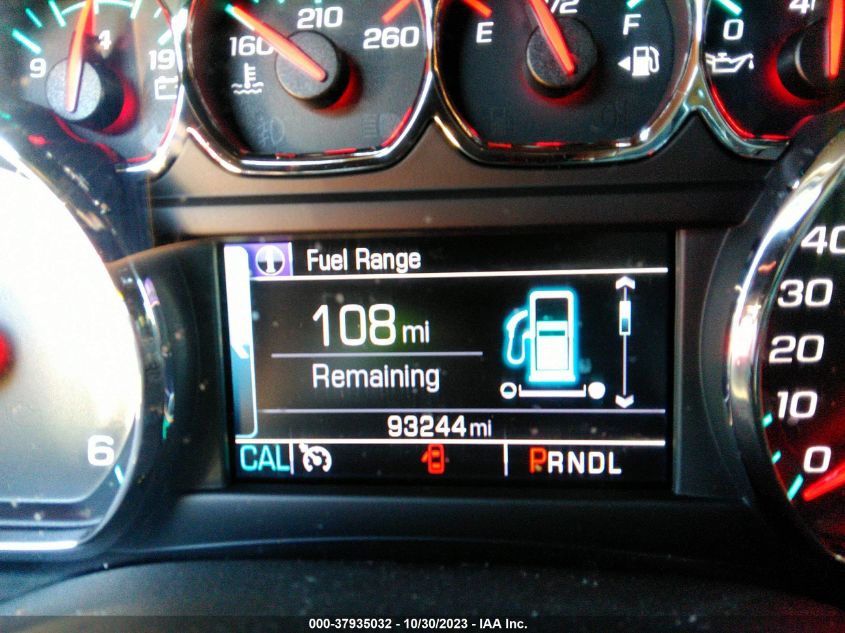 9 14 19
160 210 260
E 1/2 F
0 4
Fuel Range
108 mi
Remaining
93244 mi
CAL PRNDL
6
40
30
20
10
0
000-37935032 - 10/30/2023 - IAA Inc.